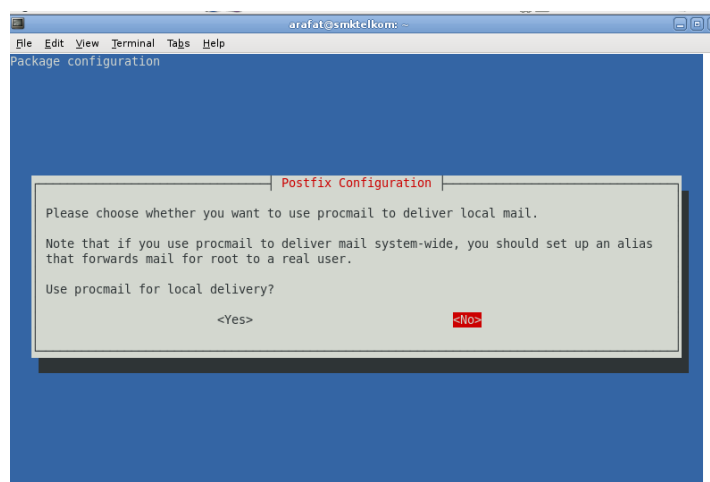 arafat@smktelkom: ~
File Edit View Terminal Tabs Help
Package configuration
Postfix Configuration
Please choose whether you want to use procmail to deliver local mail.
Note that if you use procmail to deliver mail system-wide, you should set up an alias
that forwards mail for root to a real user.
Use procmail for local delivery?
<Yes> <No>